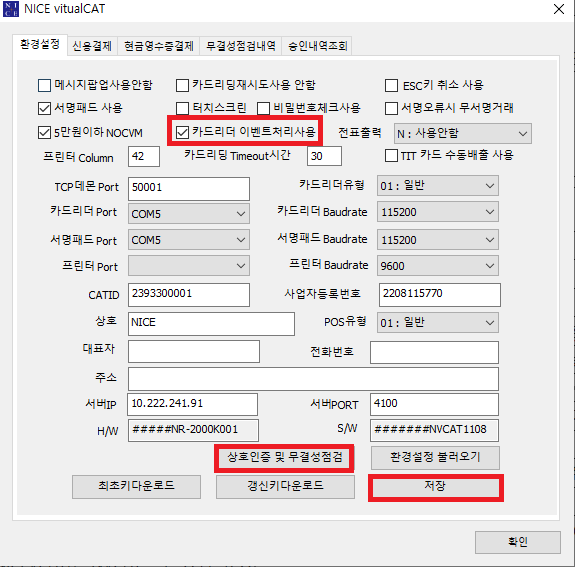 NICE NICE vitualCAT
환경설정 신용결제 현금영수증결제 무결성점검내역 승인내역조회
메시지팝업사용안함 카드리딩재시도사용 안함 ESC키 취소 사용
서명패드 사용 터치스크린 비밀번호체크사용 서명오류시 무서명거래
5만원이하 NOCVM 카드리더 이벤트처리사용 전표출력 N : 사용안함
프린터 Column 42 카드리딩 Timeout시간 30 TIT 카드 수동배출 사용
TCP데몬 Port 50001 카드리더유형 01 : 일반
카드리더 Port COM5 카드리더 Baudrate 115200
서명패드 Port COM5 서명패드 Baudrate 115200
프린터 Port 프린터 Baudrate 9600
CATID 2393300001 사업자등록번호 2208115770
상호 NICE POS유형 01 : 일반
대표자 전화번호
주소
서버IP 10.222.241.91 서버PORT 4100
H/W #####NR-2000K001 S/W #######NVCAT1108
상호인증 및 무결성점검 환경설정 불러오기
최초키다운로드 갱신키다운로드 저장
확인